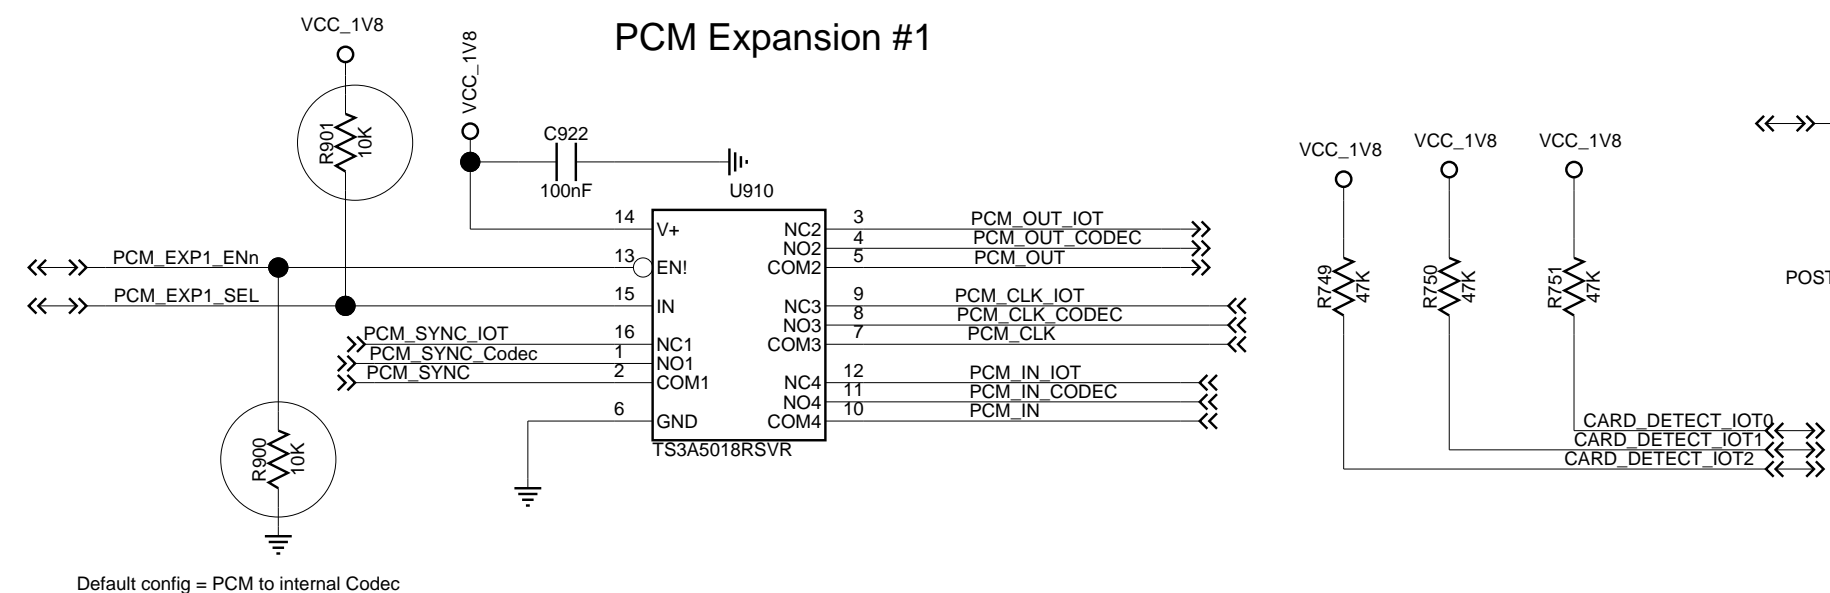 PCM Expansion #1
VCC_1V8
VCC_1V8
R901
10K
C922
100nF
U910
14
V+
13
EN!
15
IN
16
NC1
1
NO1
2
COM1
6
GND
NC2
3
PCM_OUT_IOT
NO2
4
PCM_OUT_CODEC
COM2
5
PCM_OUT
NC3
9
PCM_CLK_IOT
NO3
8
PCM_CLK_CODEC
COM3
7
PCM_CLK
NC4
12
PCM_IN_IOT
NO4
11
PCM_IN_CODEC
COM4
10
PCM_IN
TS3A5018RSVR
PCM_EXP1_ENn
PCM_EXP1_SEL
PCM_SYNC_IOT
PCM_SYNC_Codec
PCM_SYNC
R900
10K
Default config = PCM to internal Codec
VCC_1V8
VCC_1V8
VCC_1V8
R749
47K
R750
47K
R751
47K
POST
CARD_DETECT_IOT0
CARD_DETECT_IOT1
CARD_DETECT_IOT2